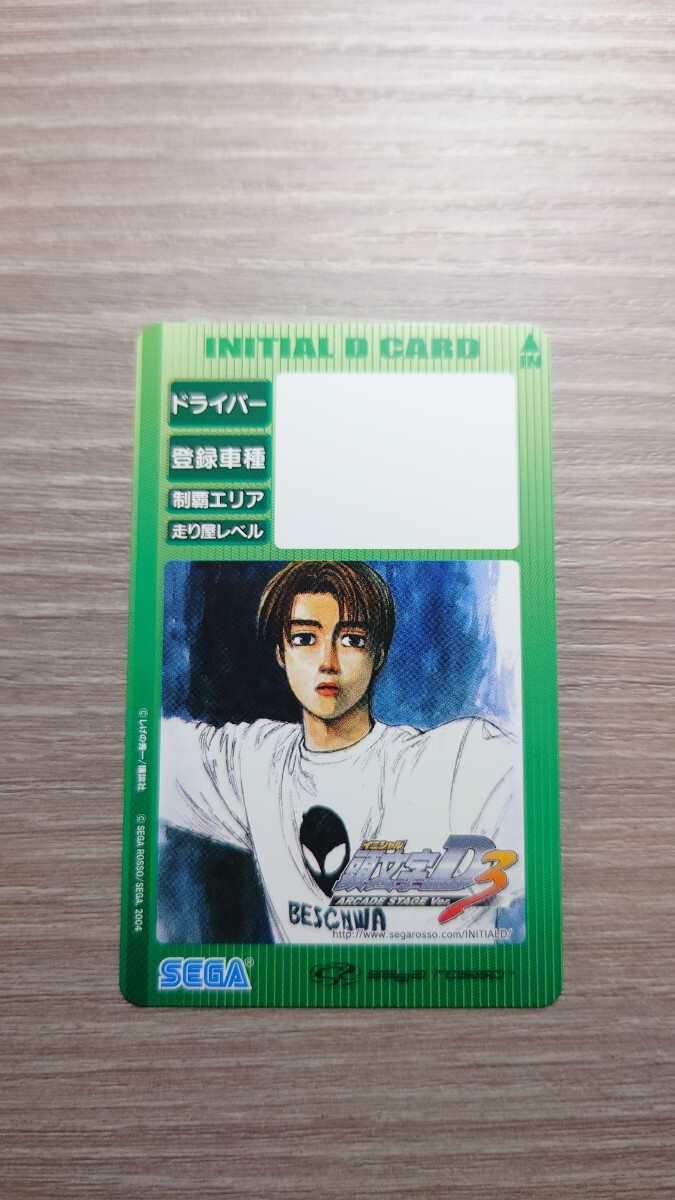 INITIAL D CARD
IN
ドライバー
登録車種
制覇エリア
走り屋レベル
©しげの秀一/講談社 © SEGA ROSSO/SEGA, 2004
イニシャル
頭文字D3
ARCADE STAGE Ver.
BESCNWA
http://www.segarosso.com/INITIALD/
SEGA®
sega rosso